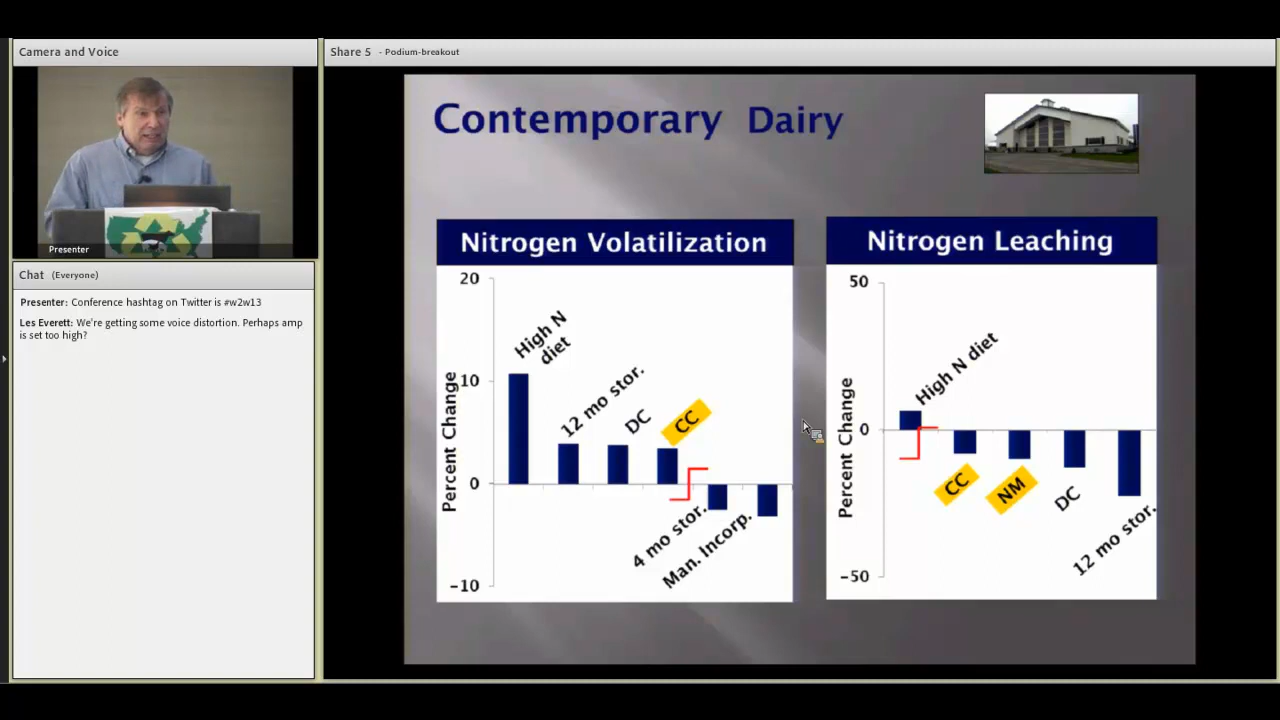 Camera and Voice
Presenter
Chat (Everyone)
Presenter: Conference hashtag on Twitter is #w2w13
Les Everett: We're getting some voice distortion. Perhaps amp
is set too high?
Share 5 - Podium-breakout
Contemporary Dairy
Nitrogen Volatilization
20
10
0
-10
Percent Change
High N
diet
12 mo stor.
DC
CC
4 mo stor.
Man. Incorp.
Nitrogen Leaching
50
0
-50
Percent Change
High N diet
CC
NM
DC
12 mo stor.